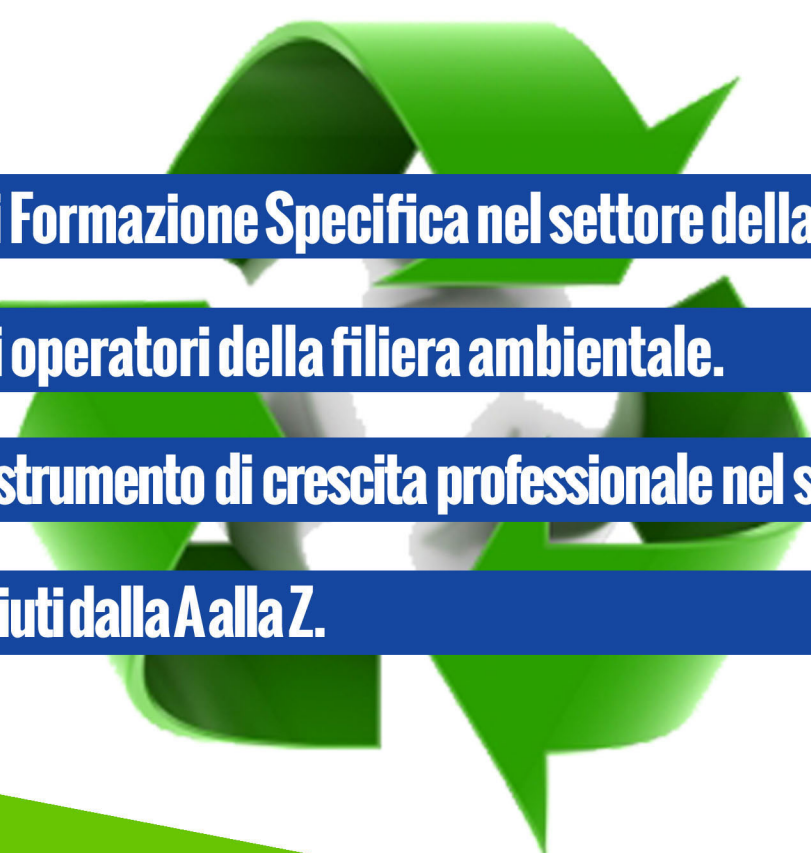 i Formazione Specifica nel settore della
i operatori della filiera ambientale.
strumento di crescita professionale nel s
iuti dalla A alla Z.